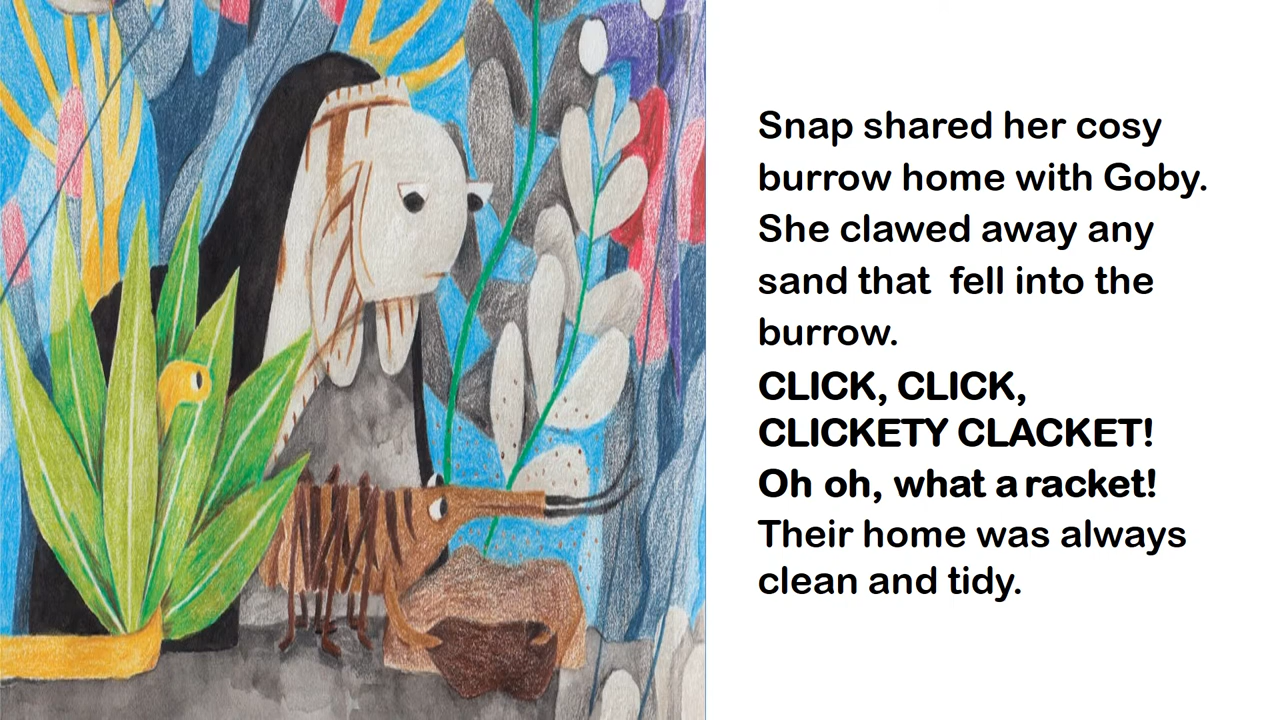 Snap shared her cosy
burrow home with Goby.
She clawed away any
sand that fell into the
burrow.
CLICK, CLICK,
CLICKETY CLACKET!
Oh oh, what a racket!
Their home was always
clean and tidy.